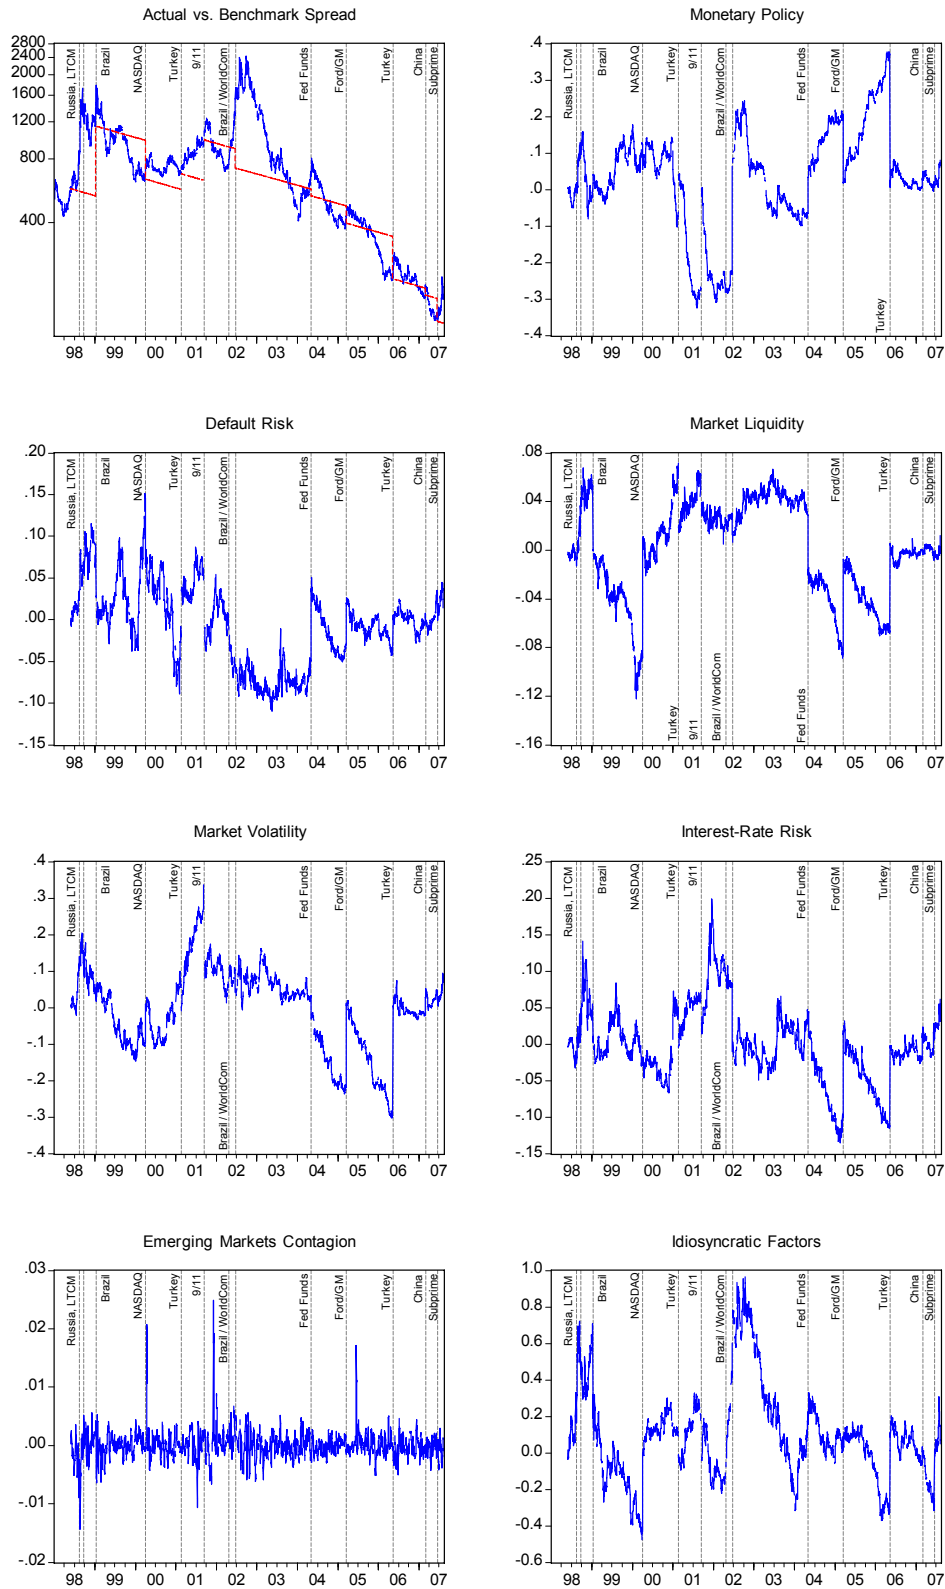 Actual vs. Benchmark Spread
2800
2400
2000
1600
1200
800
400
Russia, LTCM
Brazil
NASDAQ
Turkey
9/11
Brazil / WorldCom
Fed Funds
Ford/GM
Turkey
China
Subprime
98 99 00 01 02 03 04 05 06 07
Monetary Policy
.4
.3
.2
.1
.0
-.1
-.2
-.3
-.4
Russia, LTCM
Brazil
NASDAQ
Turkey
9/11
Brazil / WorldCom
Fed Funds
Ford/GM
Turkey
China
Subprime
98 99 00 01 02 03 04 05 06 07
Default Risk
.20
.15
.10
.05
.00
-.05
-.10
-.15
Russia, LTCM
Brazil
NASDAQ
Turkey
9/11
Brazil / WorldCom
Fed Funds
Ford/GM
Turkey
China
Subprime
98 99 00 01 02 03 04 05 06 07
Market Liquidity
.08
.04
.00
-.04
-.08
-.12
-.16
Russia, LTCM
Brazil
NASDAQ
Turkey
9/11
Brazil / WorldCom
Fed Funds
Ford/GM
Turkey
China
Subprime
98 99 00 01 02 03 04 05 06 07
Market Volatility
.4
.3
.2
.1
.0
-.1
-.2
-.3
-.4
Russia, LTCM
Brazil
NASDAQ
Turkey
9/11
Brazil / WorldCom
Fed Funds
Ford/GM
Turkey
China
Subprime
98 99 00 01 02 03 04 05 06 07
Interest-Rate Risk
.25
.20
.15
.10
.05
.00
-.05
-.10
-.15
Russia, LTCM
Brazil
NASDAQ
Turkey
9/11
Brazil / WorldCom
Fed Funds
Ford/GM
Turkey
China
Subprime
98 99 00 01 02 03 04 05 06 07
Emerging Markets Contagion
.03
.02
.01
.00
-.01
-.02
Russia, LTCM
Brazil
NASDAQ
Turkey
9/11
Brazil / WorldCom
Fed Funds
Ford/GM
Turkey
China
Subprime
98 99 00 01 02 03 04 05 06 07
Idiosyncratic Factors
1.0
0.8
0.6
0.4
0.2
0.0
-0.2
-0.4
-0.6
Russia, LTCM
Brazil
NASDAQ
Turkey
9/11
Brazil / WorldCom
Fed Funds
Ford/GM
Turkey
China
Subprime
98 99 00 01 02 03 04 05 06 07